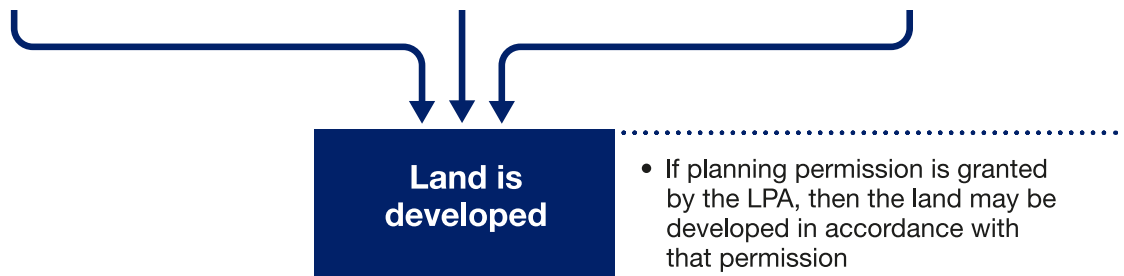 Land is
developed
• If planning permission is granted
by the LPA, then the land may be
developed in accordance with
that permission